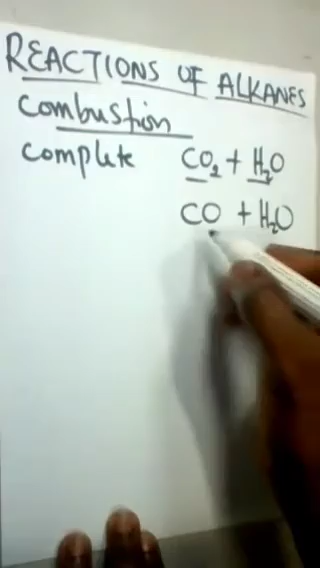 REACTIONS OF ALKANES
combustion
complete CO₂ + H₂O
CO + H₂O